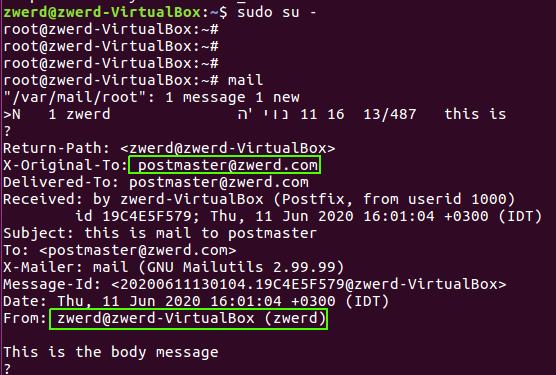 zwerd@zwerd-VirtualBox:~$ sudo su -
root@zwerd-VirtualBox:~#
root@zwerd-VirtualBox:~#
root@zwerd-VirtualBox:~#
root@zwerd-VirtualBox:~# mail
"/var/mail/root": 1 message 1 new
>N   1 zwerd              'ה יונ 11 16  13/487   this is
?
Return-Path: <zwerd@zwerd-VirtualBox>
X-Original-To: postmaster@zwerd.com
Delivered-To: postmaster@zwerd.com
Received: by zwerd-VirtualBox (Postfix, from userid 1000)
        id 19C4E5F579; Thu, 11 Jun 2020 16:01:04 +0300 (IDT)
Subject: this is mail to postmaster
To: <postmaster@zwerd.com>
X-Mailer: mail (GNU Mailutils 2.99.99)
Message-Id: <20200611130104.19C4E5F579@zwerd-VirtualBox>
Date: Thu, 11 Jun 2020 16:01:04 +0300 (IDT)
From: zwerd@zwerd-VirtualBox (zwerd)
This is the body message
?